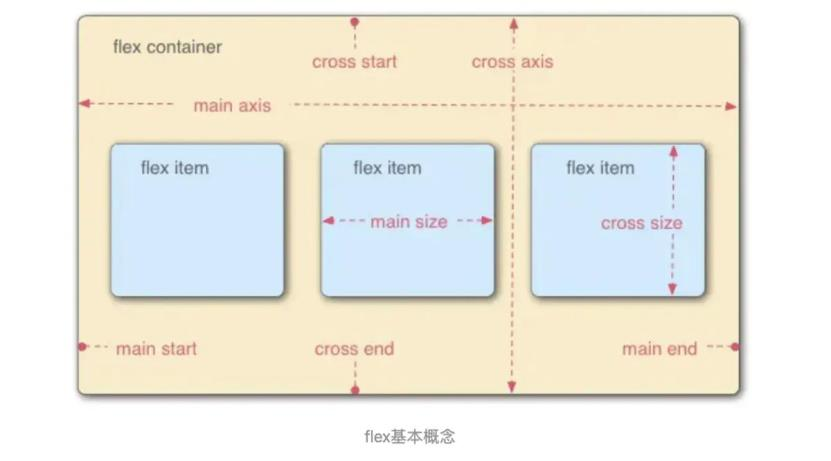 flex container
cross start
cross axis
main axis
flex item
flex item
flex item
main size
cross size
main start
cross end
main end
flex基本概念